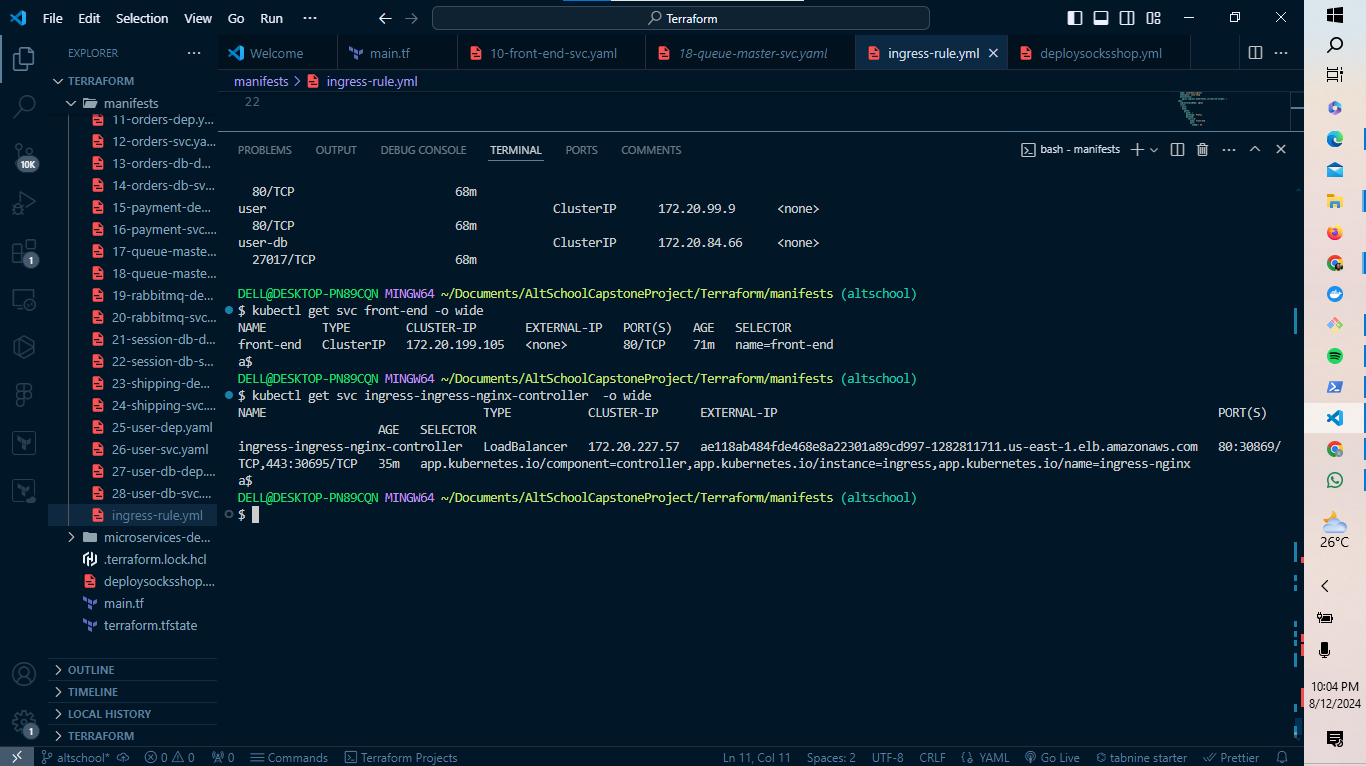 File Edit Selection View Go Run ··· Terraform
EXPLORER ···
TERRAFORM
manifests
11-orders-dep.y...
12-orders-svc.ya...
13-orders-db-d...
14-orders-db-sv...
15-payment-de...
16-payment-svc....
17-queue-maste...
18-queue-maste...
19-rabbitmq-de...
20-rabbitmq-svc...
21-session-db-d...
22-session-db-s...
23-shipping-de...
24-shipping-svc....
25-user-dep.yaml
26-user-svc.yaml
27-user-db-dep...
28-user-db-svc....
ingress-rule.yml
microservices-de...
.terraform.lock.hcl
deploysocksshop....
main.tf
terraform.tfstate
OUTLINE
TIMELINE
LOCAL HISTORY
TERRAFORM
10K
1
1
Welcome main.tf 10-front-end-svc.yaml 18-queue-master-svc.yaml ingress-rule.yml deploysocksshop.yml ···
manifests > ingress-rule.yml
22
PROBLEMS OUTPUT DEBUG CONSOLE TERMINAL PORTS COMMENTS bash - manifests ···
80/TCP 68m
user ClusterIP 172.20.99.9 <none>
80/TCP 68m
user-db ClusterIP 172.20.84.66 <none>
27017/TCP 68m
DELL@DESKTOP-PN89CQN MINGW64 ~/Documents/AltSchoolCapstoneProject/Terraform/manifests (altschool)
$ kubectl get svc front-end -o wide
NAME TYPE CLUSTER-IP EXTERNAL-IP PORT(S) AGE SELECTOR
front-end ClusterIP 172.20.199.105 <none> 80/TCP 71m name=front-end
a$
DELL@DESKTOP-PN89CQN MINGW64 ~/Documents/AltSchoolCapstoneProject/Terraform/manifests (altschool)
$ kubectl get svc ingress-ingress-nginx-controller -o wide
NAME TYPE CLUSTER-IP EXTERNAL-IP PORT(S)
AGE SELECTOR
ingress-ingress-nginx-controller LoadBalancer 172.20.227.57 ae118ab484fde468e8a22301a89cd997-1282811711.us-east-1.elb.amazonaws.com 80:30869/
TCP,443:30695/TCP 35m app.kubernetes.io/component=controller,app.kubernetes.io/instance=ingress,app.kubernetes.io/name=ingress-nginx
a$
DELL@DESKTOP-PN89CQN MINGW64 ~/Documents/AltSchoolCapstoneProject/Terraform/manifests (altschool)
$
altschool* 0 0 0 Commands Terraform Projects Ln 11, Col 11 Spaces: 2 UTF-8 CRLF {} YAML Go Live tabnine starter Prettier
26°C
10:04 PM
8/12/2024